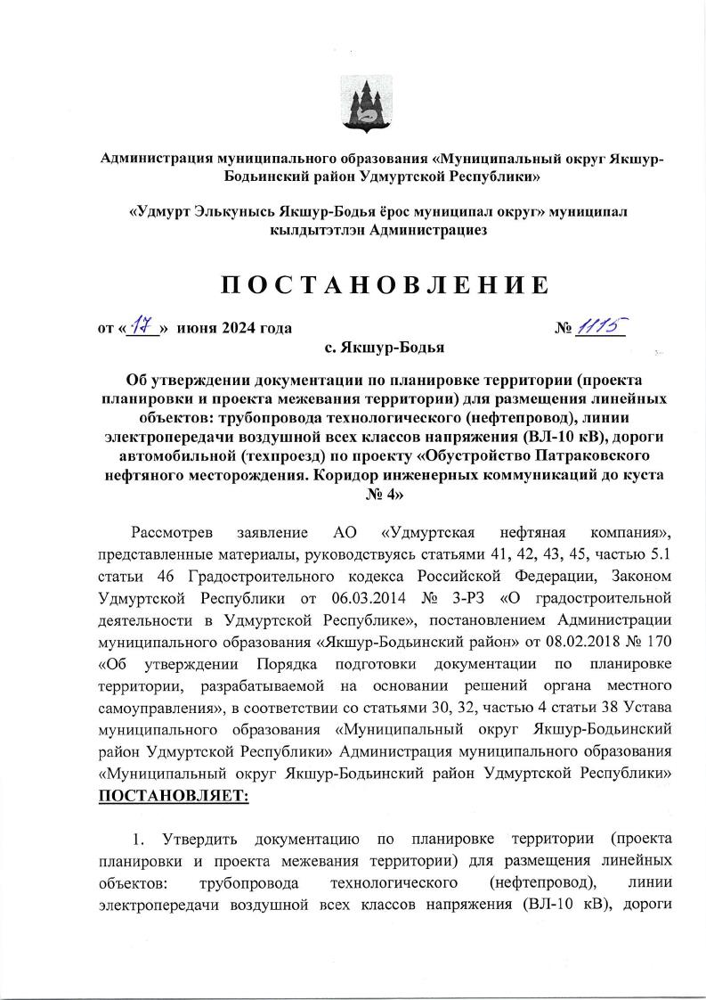 Администрация муниципального образования «Муниципальный округ Якшур-
Бодьинский район Удмуртской Республики»
«Удмурт Элькунысь Якшур-Бодья ёрос муниципал округ» муниципал
кылдытэтлэн Администрациез
ПОСТАНОВЛЕНИЕ
от «17» июня 2024 года № 1115
с. Якшур-Бодья
Об утверждении документации по планировке территории (проекта
планировки и проекта межевания территории) для размещения линейных
объектов: трубопровода технологического (нефтепровод), линии
электропередачи воздушной всех классов напряжения (ВЛ-10 кВ), дороги
автомобильной (техпроезд) по проекту «Обустройство Патраковского
нефтяного месторождения. Коридор инженерных коммуникаций до куста
№ 4»
Рассмотрев заявление АО «Удмуртская нефтяная компания»,
представленные материалы, руководствуясь статьями 41, 42, 43, 45, частью 5.1
статьи 46 Градостроительного кодекса Российской Федерации, Законом
Удмуртской Республики от 06.03.2014 № 3-РЗ «О градостроительной
деятельности в Удмуртской Республике», постановлением Администрации
муниципального образования «Якшур-Бодьинский район» от 08.02.2018 № 170
«Об утверждении Порядка подготовки документации по планировке
территории, разрабатываемой на основании решений органа местного
самоуправления», в соответствии со статьями 30, 32, частью 4 статьи 38 Устава
муниципального образования «Муниципальный округ Якшур-Бодьинский
район Удмуртской Республики» Администрация муниципального образования
«Муниципальный округ Якшур-Бодьинский район Удмуртской Республики»
ПОСТАНОВЛЯЕТ:
1. Утвердить документацию по планировке территории (проекта
планировки и проекта межевания территории) для размещения линейных
объектов: трубопровода технологического (нефтепровод), линии
электропередачи воздушной всех классов напряжения (ВЛ-10 кВ), дороги